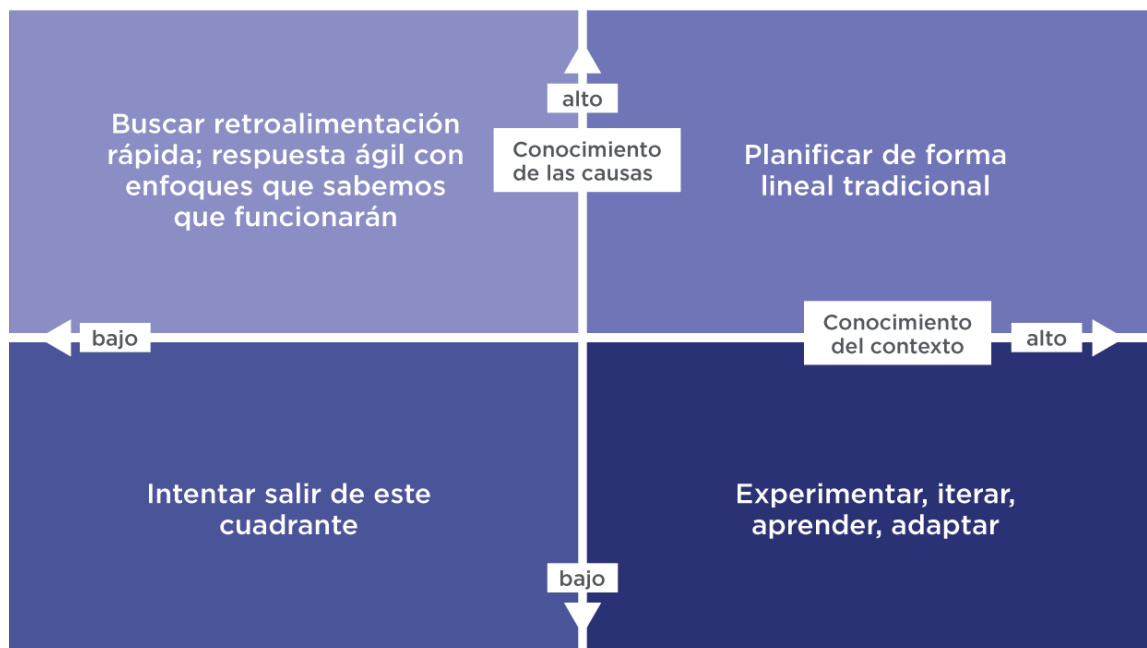 alto
Conocimiento
de las causas
Buscar retroalimentación
rápida; respuesta ágil con
enfoques que sabemos
que funcionarán
Planificar de forma
lineal tradicional
bajo
Conocimiento
del contexto
alto
Intentar salir de este
cuadrante
Experimentar, iterar,
aprender, adaptar
bajo